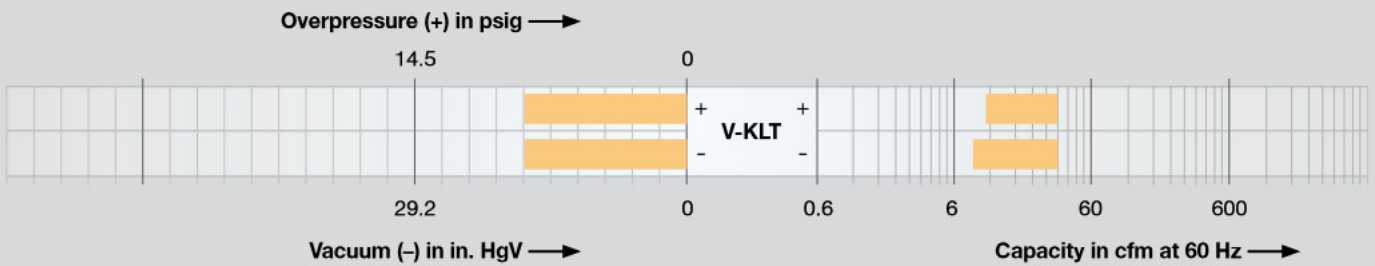 Overpressure (+) in psig
14.5 0
+ +
V-KLT
- -
29.2 0 0.6 6 60 600
Vacuum (–) in in. HgV Capacity in cfm at 60 Hz